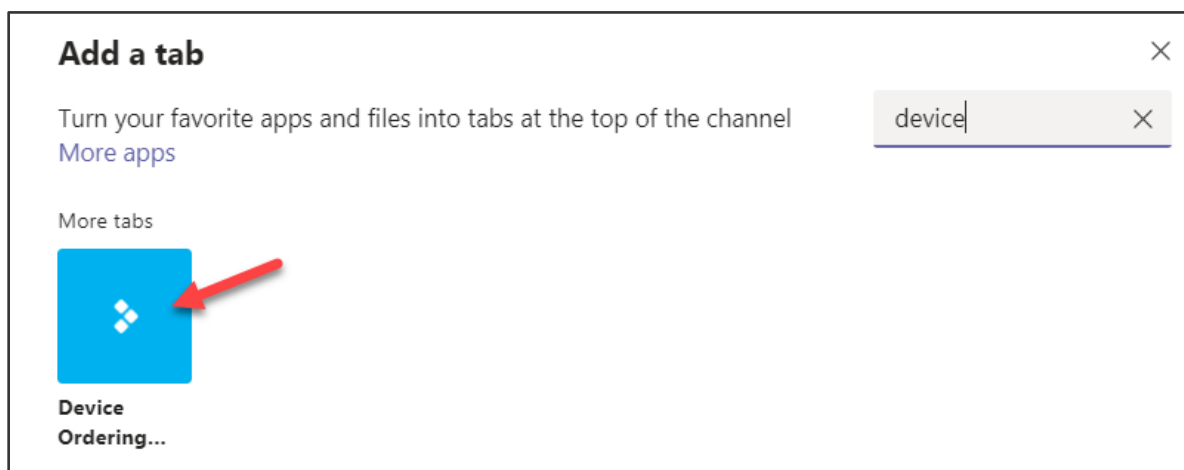 Add a tab
Turn your favorite apps and files into tabs at the top of the channel
More apps
device
More tabs
Device
Ordering...